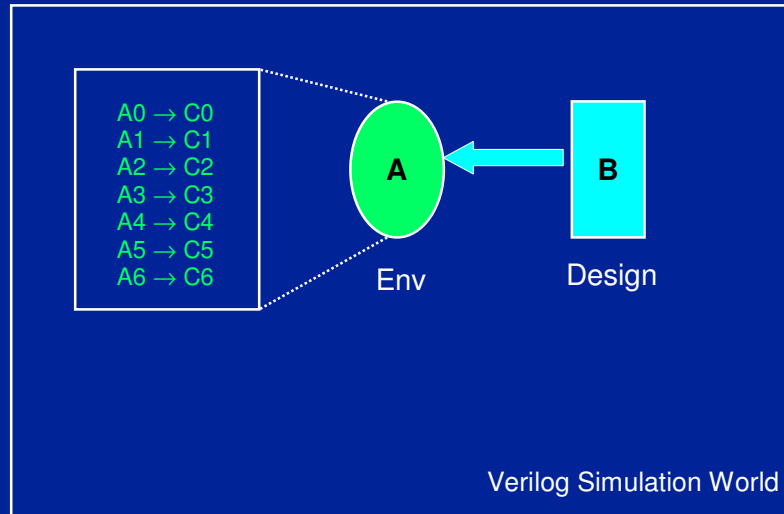 A0 → C0
A1 → C1
A2 → C2
A3 → C3
A4 → C4
A5 → C5
A6 → C6
A
B
Env
Design
Verilog Simulation World